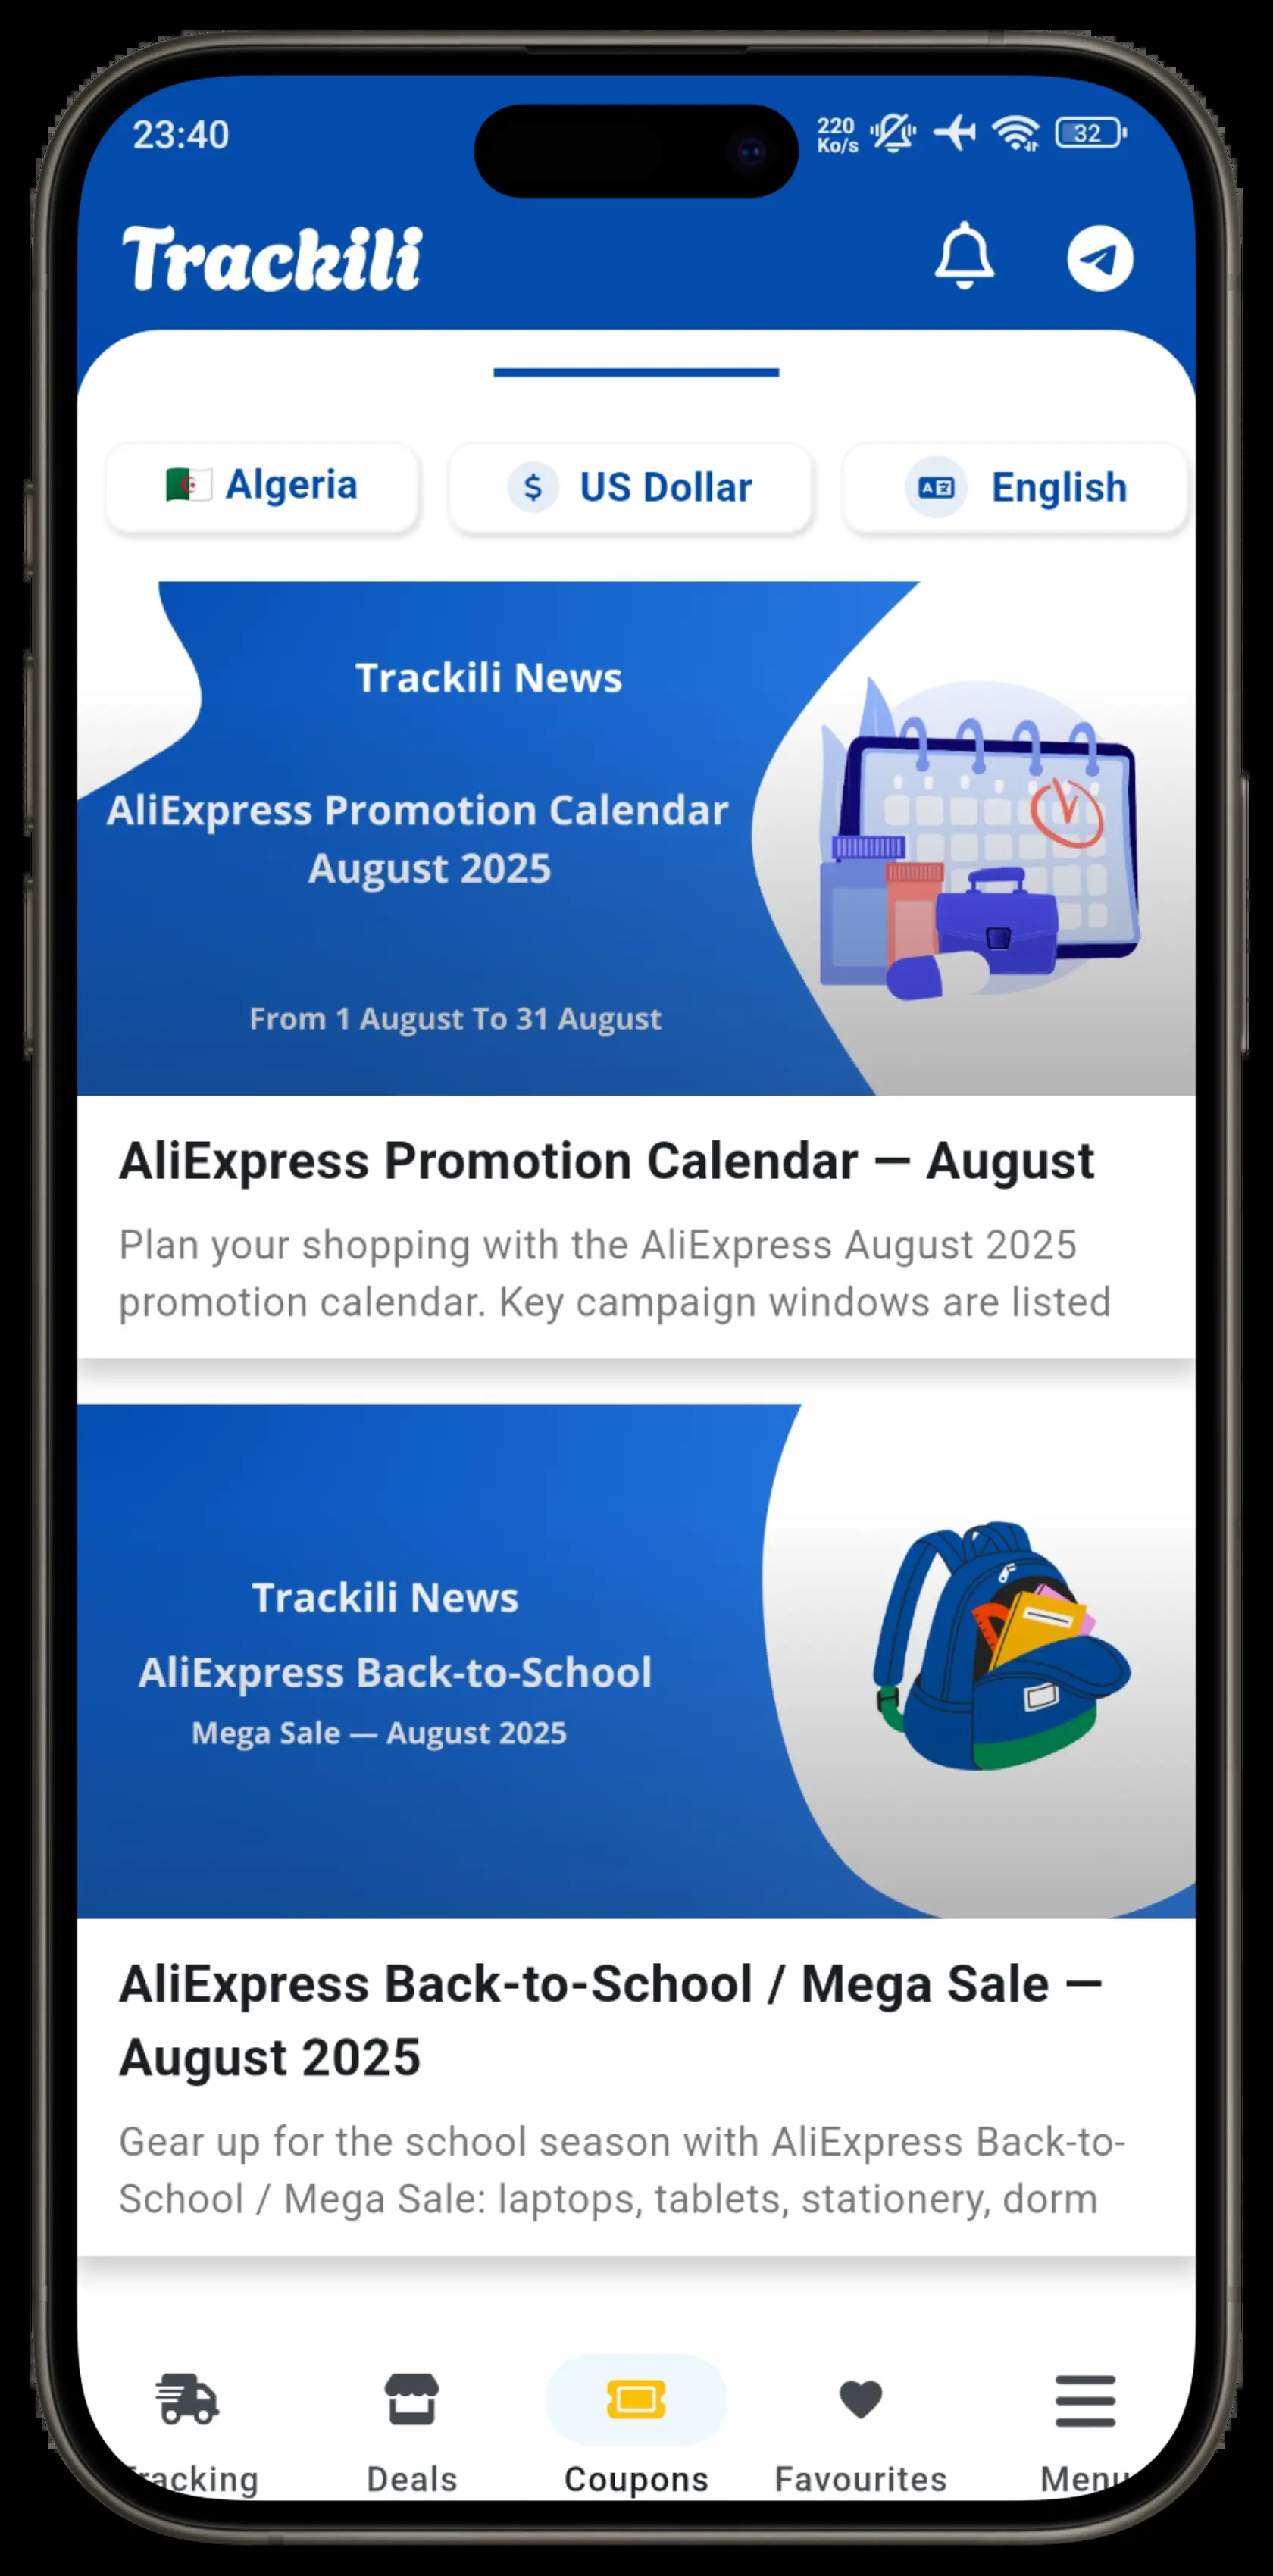 23:40
220
Ko/s
32
Trackili
Algeria
$ US Dollar
English
Trackili News
AliExpress Promotion Calendar
August 2025
From 1 August To 31 August
AliExpress Promotion Calendar — August
Plan your shopping with the AliExpress August 2025
promotion calendar. Key campaign windows are listed
Trackili News
AliExpress Back-to-School
Mega Sale — August 2025
AliExpress Back-to-School / Mega Sale —
August 2025
Gear up for the school season with AliExpress Back-to-
School / Mega Sale: laptops, tablets, stationery, dorm
Tracking
Deals
Coupons
Favourites
Menu